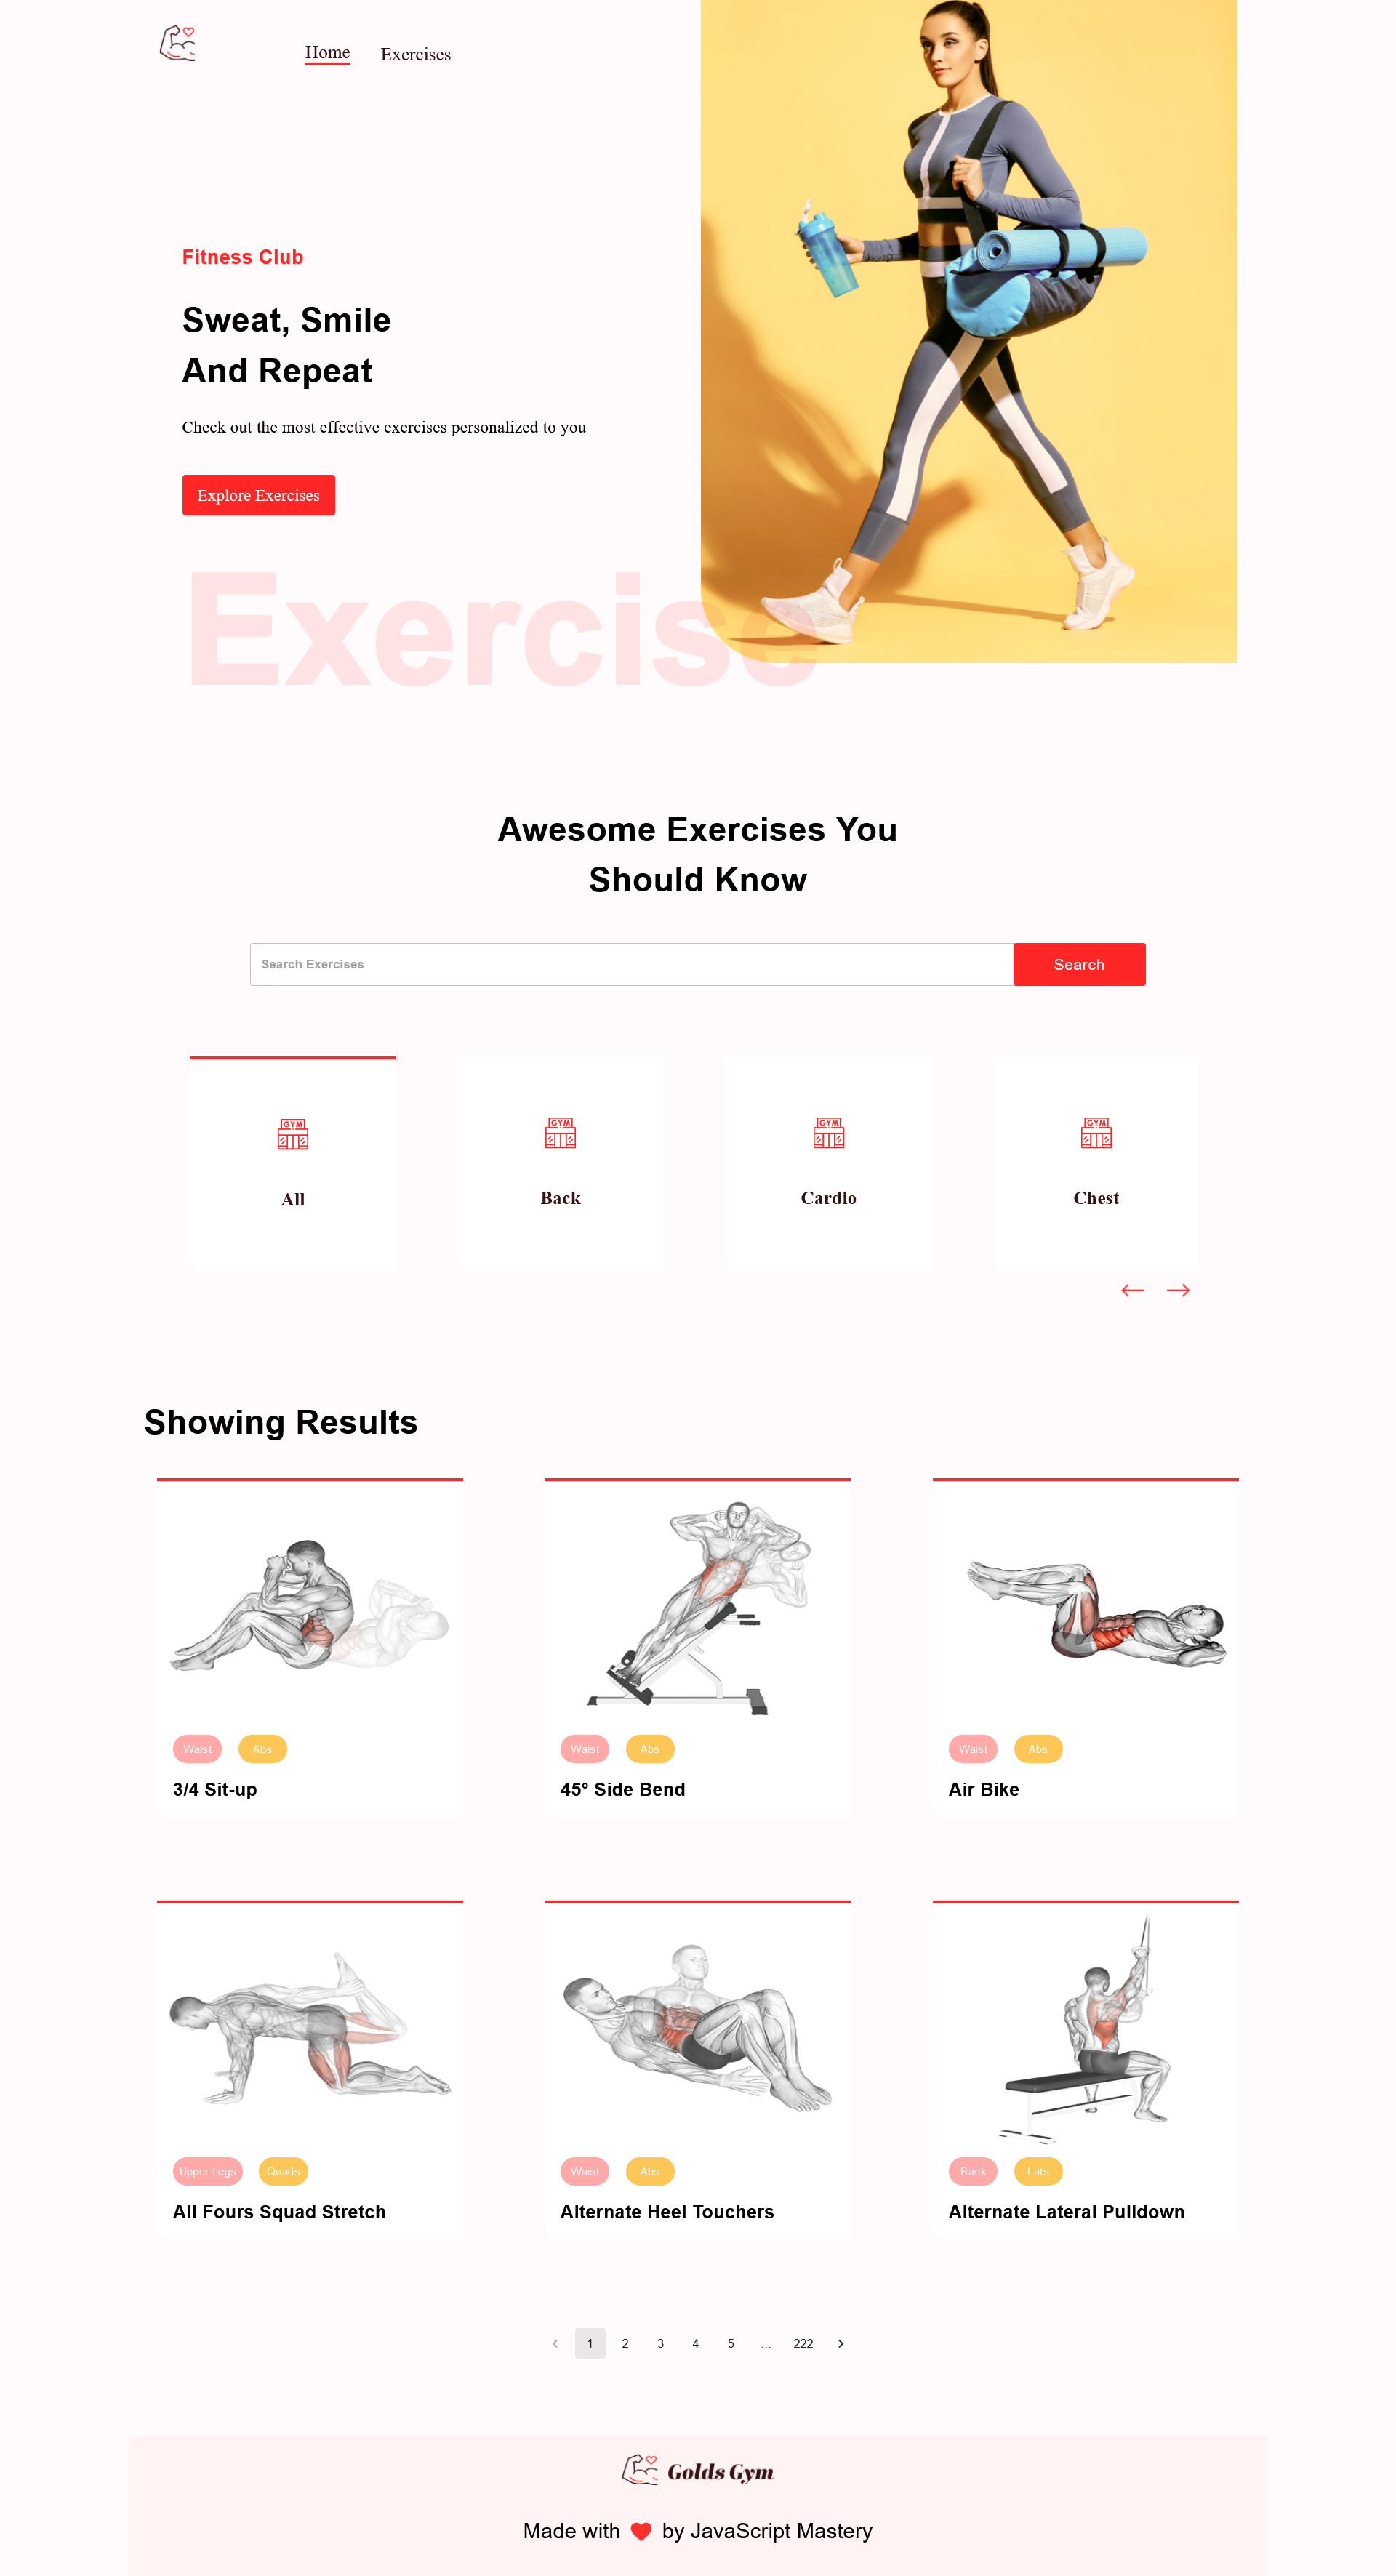 Home
Exercises
Fitness Club
Sweat, Smile
And Repeat
Check out the most effective exercises personalized to you
Explore Exercises
Exercise
Awesome Exercises You
Should Know
Search Exercises
Search
GYM
All
GYM
Back
GYM
Cardio
GYM
Chest
Showing Results
Waist
Abs
3/4 Sit-up
Waist
Abs
45° Side Bend
Waist
Abs
Air Bike
Upper Legs
Quads
All Fours Squad Stretch
Waist
Abs
Alternate Heel Touchers
Back
Lats
Alternate Lateral Pulldown
1 2 3 4 5 … 222
Golds Gym
Made with ❤ by JavaScript Mastery